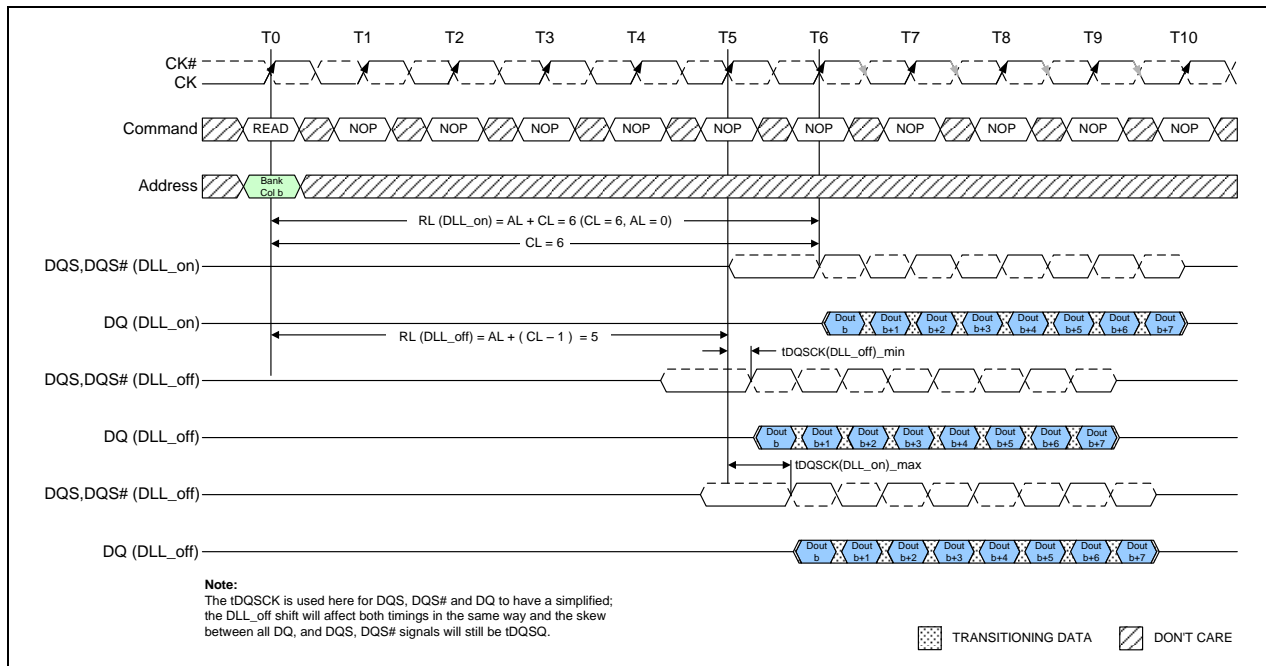 T0 T1 T2 T3 T4 T5 T6 T7 T8 T9 T10
CK#
CK
Command READ NOP NOP NOP NOP NOP NOP NOP NOP NOP NOP
Address Bank
Col b
RL (DLL_on) = AL + CL = 6 (CL = 6, AL = 0)
CL = 6
DQS,DQS# (DLL_on)
DQ (DLL_on) Dout b Dout b+1 Dout b+2 Dout b+3 Dout b+4 Dout b+5 Dout b+6 Dout b+7
RL (DLL_off) = AL + ( CL – 1 ) = 5
tDQSCK(DLL_off)_min
DQS,DQS# (DLL_off)
DQ (DLL_off) Dout b Dout b+1 Dout b+2 Dout b+3 Dout b+4 Dout b+5 Dout b+6 Dout b+7
tDQSCK(DLL_on)_max
DQS,DQS# (DLL_off)
DQ (DLL_off) Dout b Dout b+1 Dout b+2 Dout b+3 Dout b+4 Dout b+5 Dout b+6 Dout b+7
Note:
The tDQSCK is used here for DQS, DQS# and DQ to have a simplified;
the DLL_off shift will affect both timings in the same way and the skew
between all DQ, and DQS, DQS# signals will still be tDQSQ.
TRANSITIONING DATA DON'T CARE